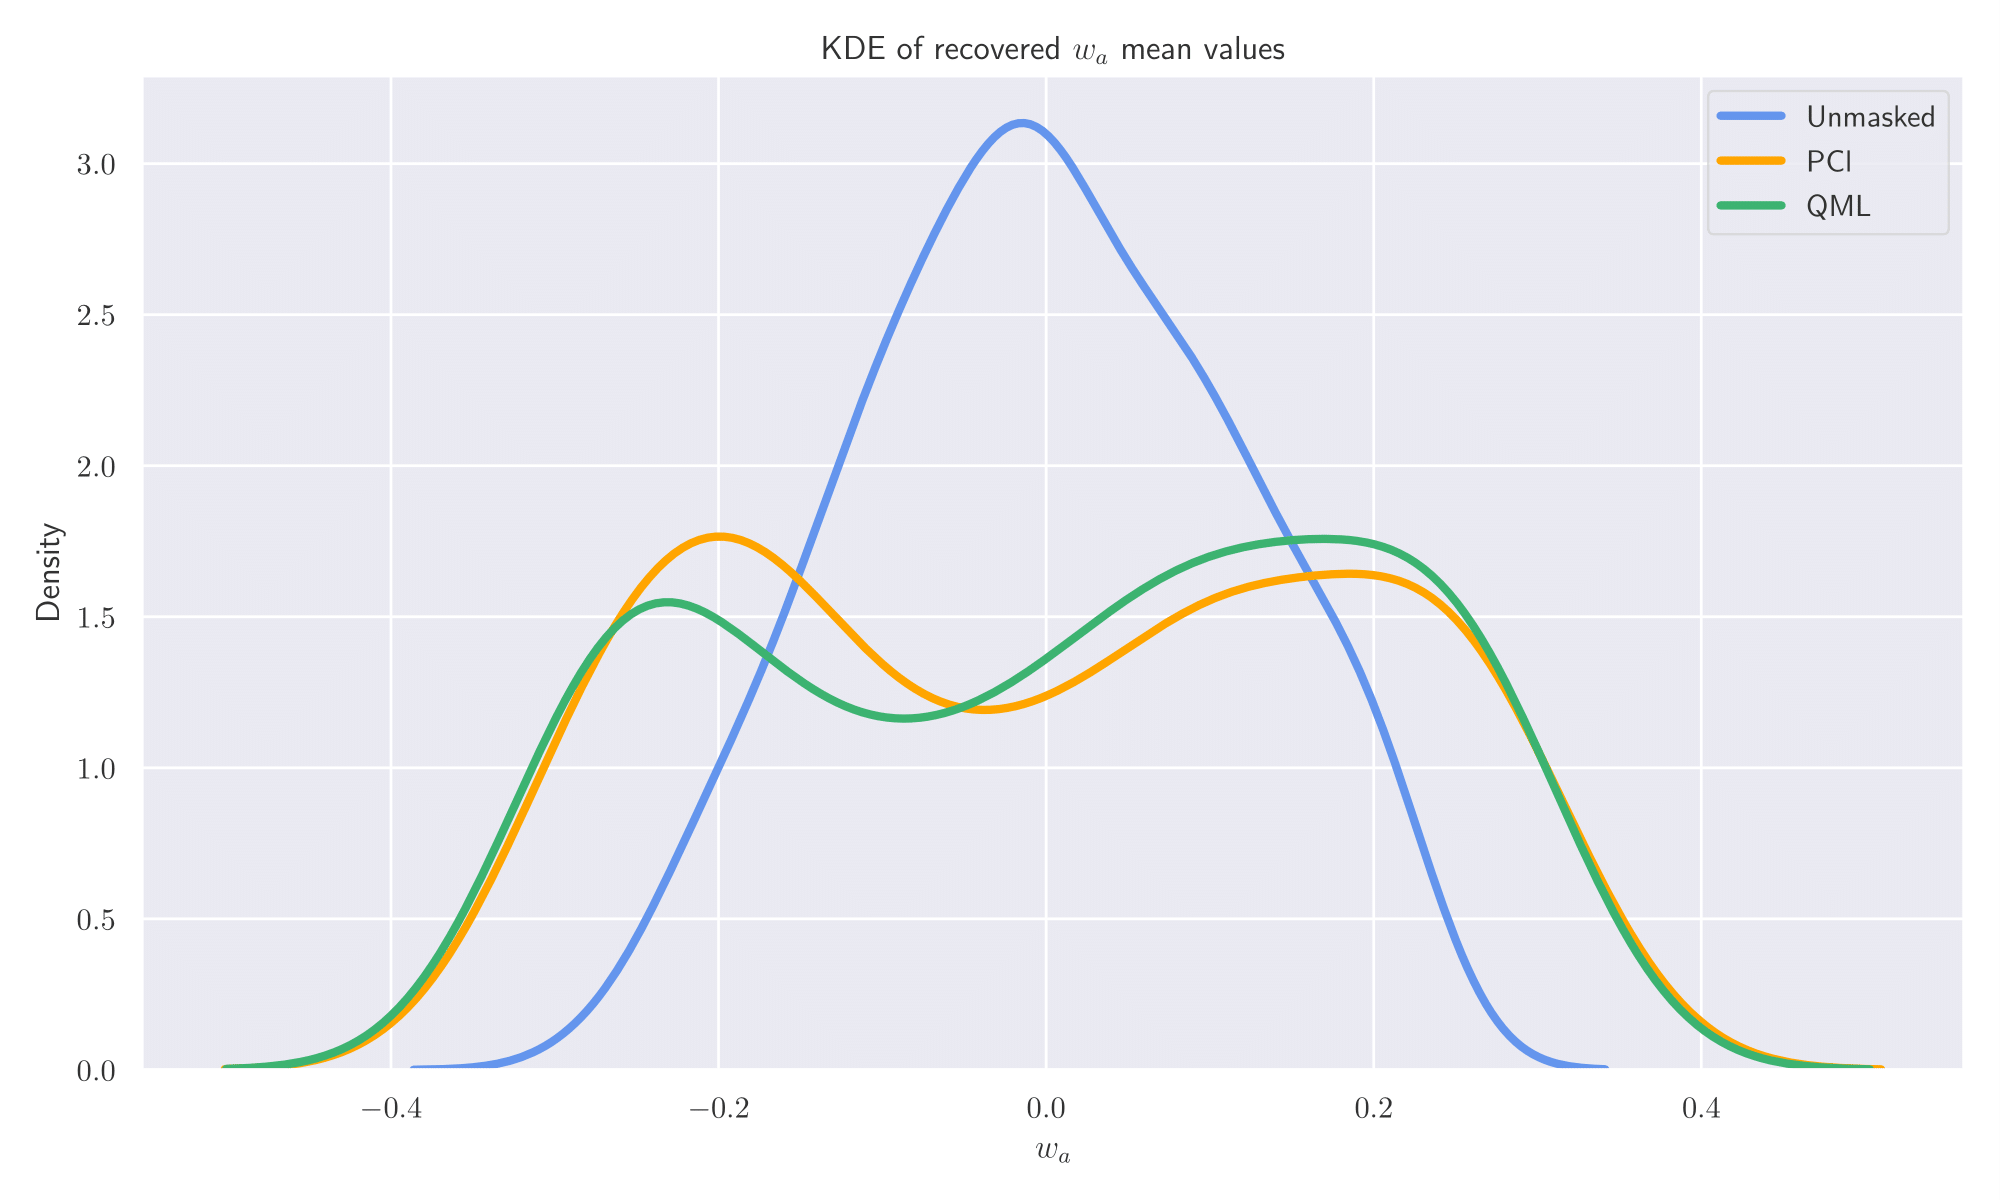 KDE of recovered $w_a$ mean values
Unmasked
PCI
QML
Density
3.0
2.5
2.0
1.5
1.0
0.5
0.0
−0.4 −0.2 0.0 0.2 0.4
$w_a$